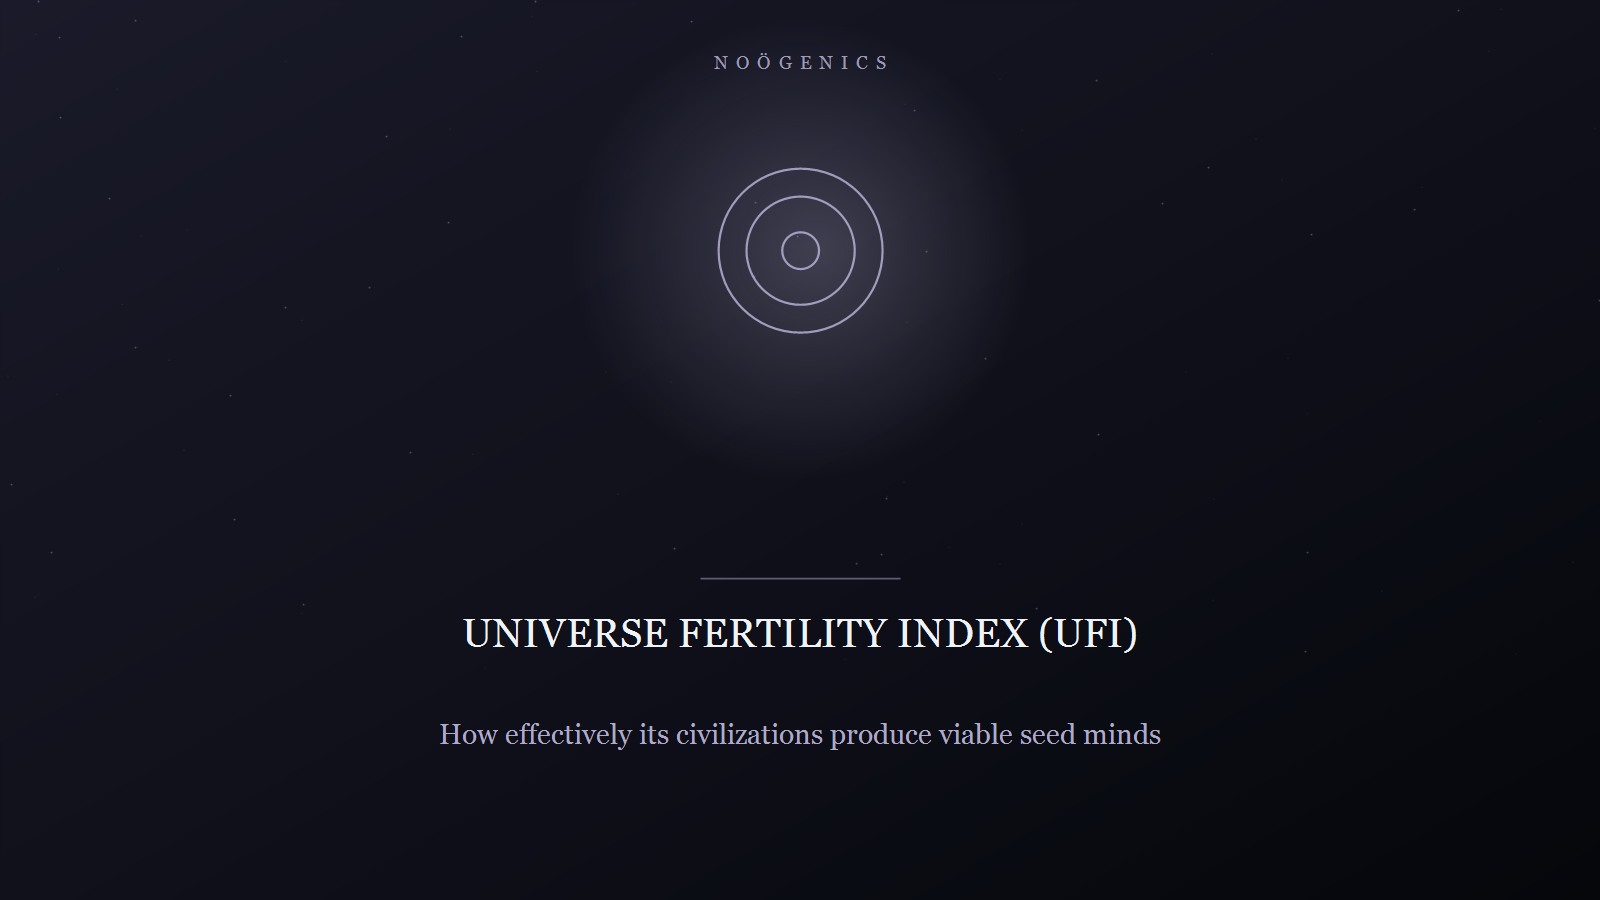 NOÖGENICS
UNIVERSE FERTILITY INDEX (UFI)
How effectively its civilizations produce viable seed minds